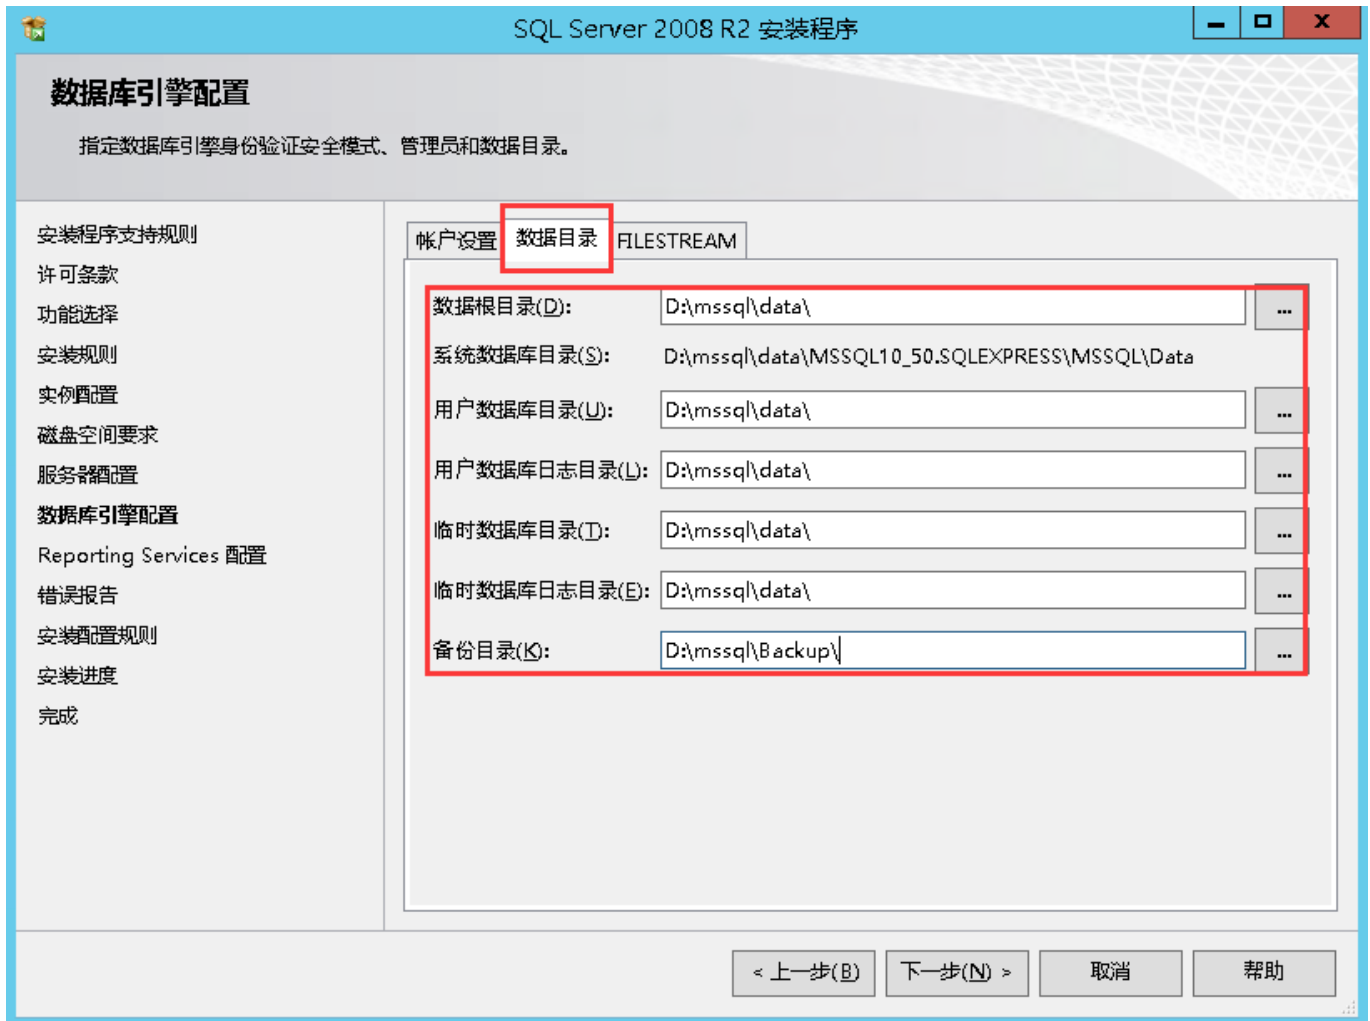 SQL Server 2008 R2 安装程序
数据库引擎配置
指定数据库引擎身份验证安全模式、管理员和数据目录。
安装程序支持规则
许可条款
功能选择
安装规则
实例配置
磁盘空间要求
服务器配置
数据库引擎配置
Reporting Services 配置
错误报告
安装配置规则
安装进度
完成
帐户设置 数据目录 FILESTREAM
数据根目录(D): D:\mssql\data\ ...
系统数据库目录(S): D:\mssql\data\MSSQL10_50.SQLEXPRESS\MSSQL\Data
用户数据库目录(U): D:\mssql\data\ ...
用户数据库日志目录(L): D:\mssql\data\ ...
临时数据库目录(T): D:\mssql\data\ ...
临时数据库日志目录(E): D:\mssql\data\ ...
备份目录(K): D:\mssql\Backup\ ...
< 上一步(B) 下一步(N) > 取消 帮助